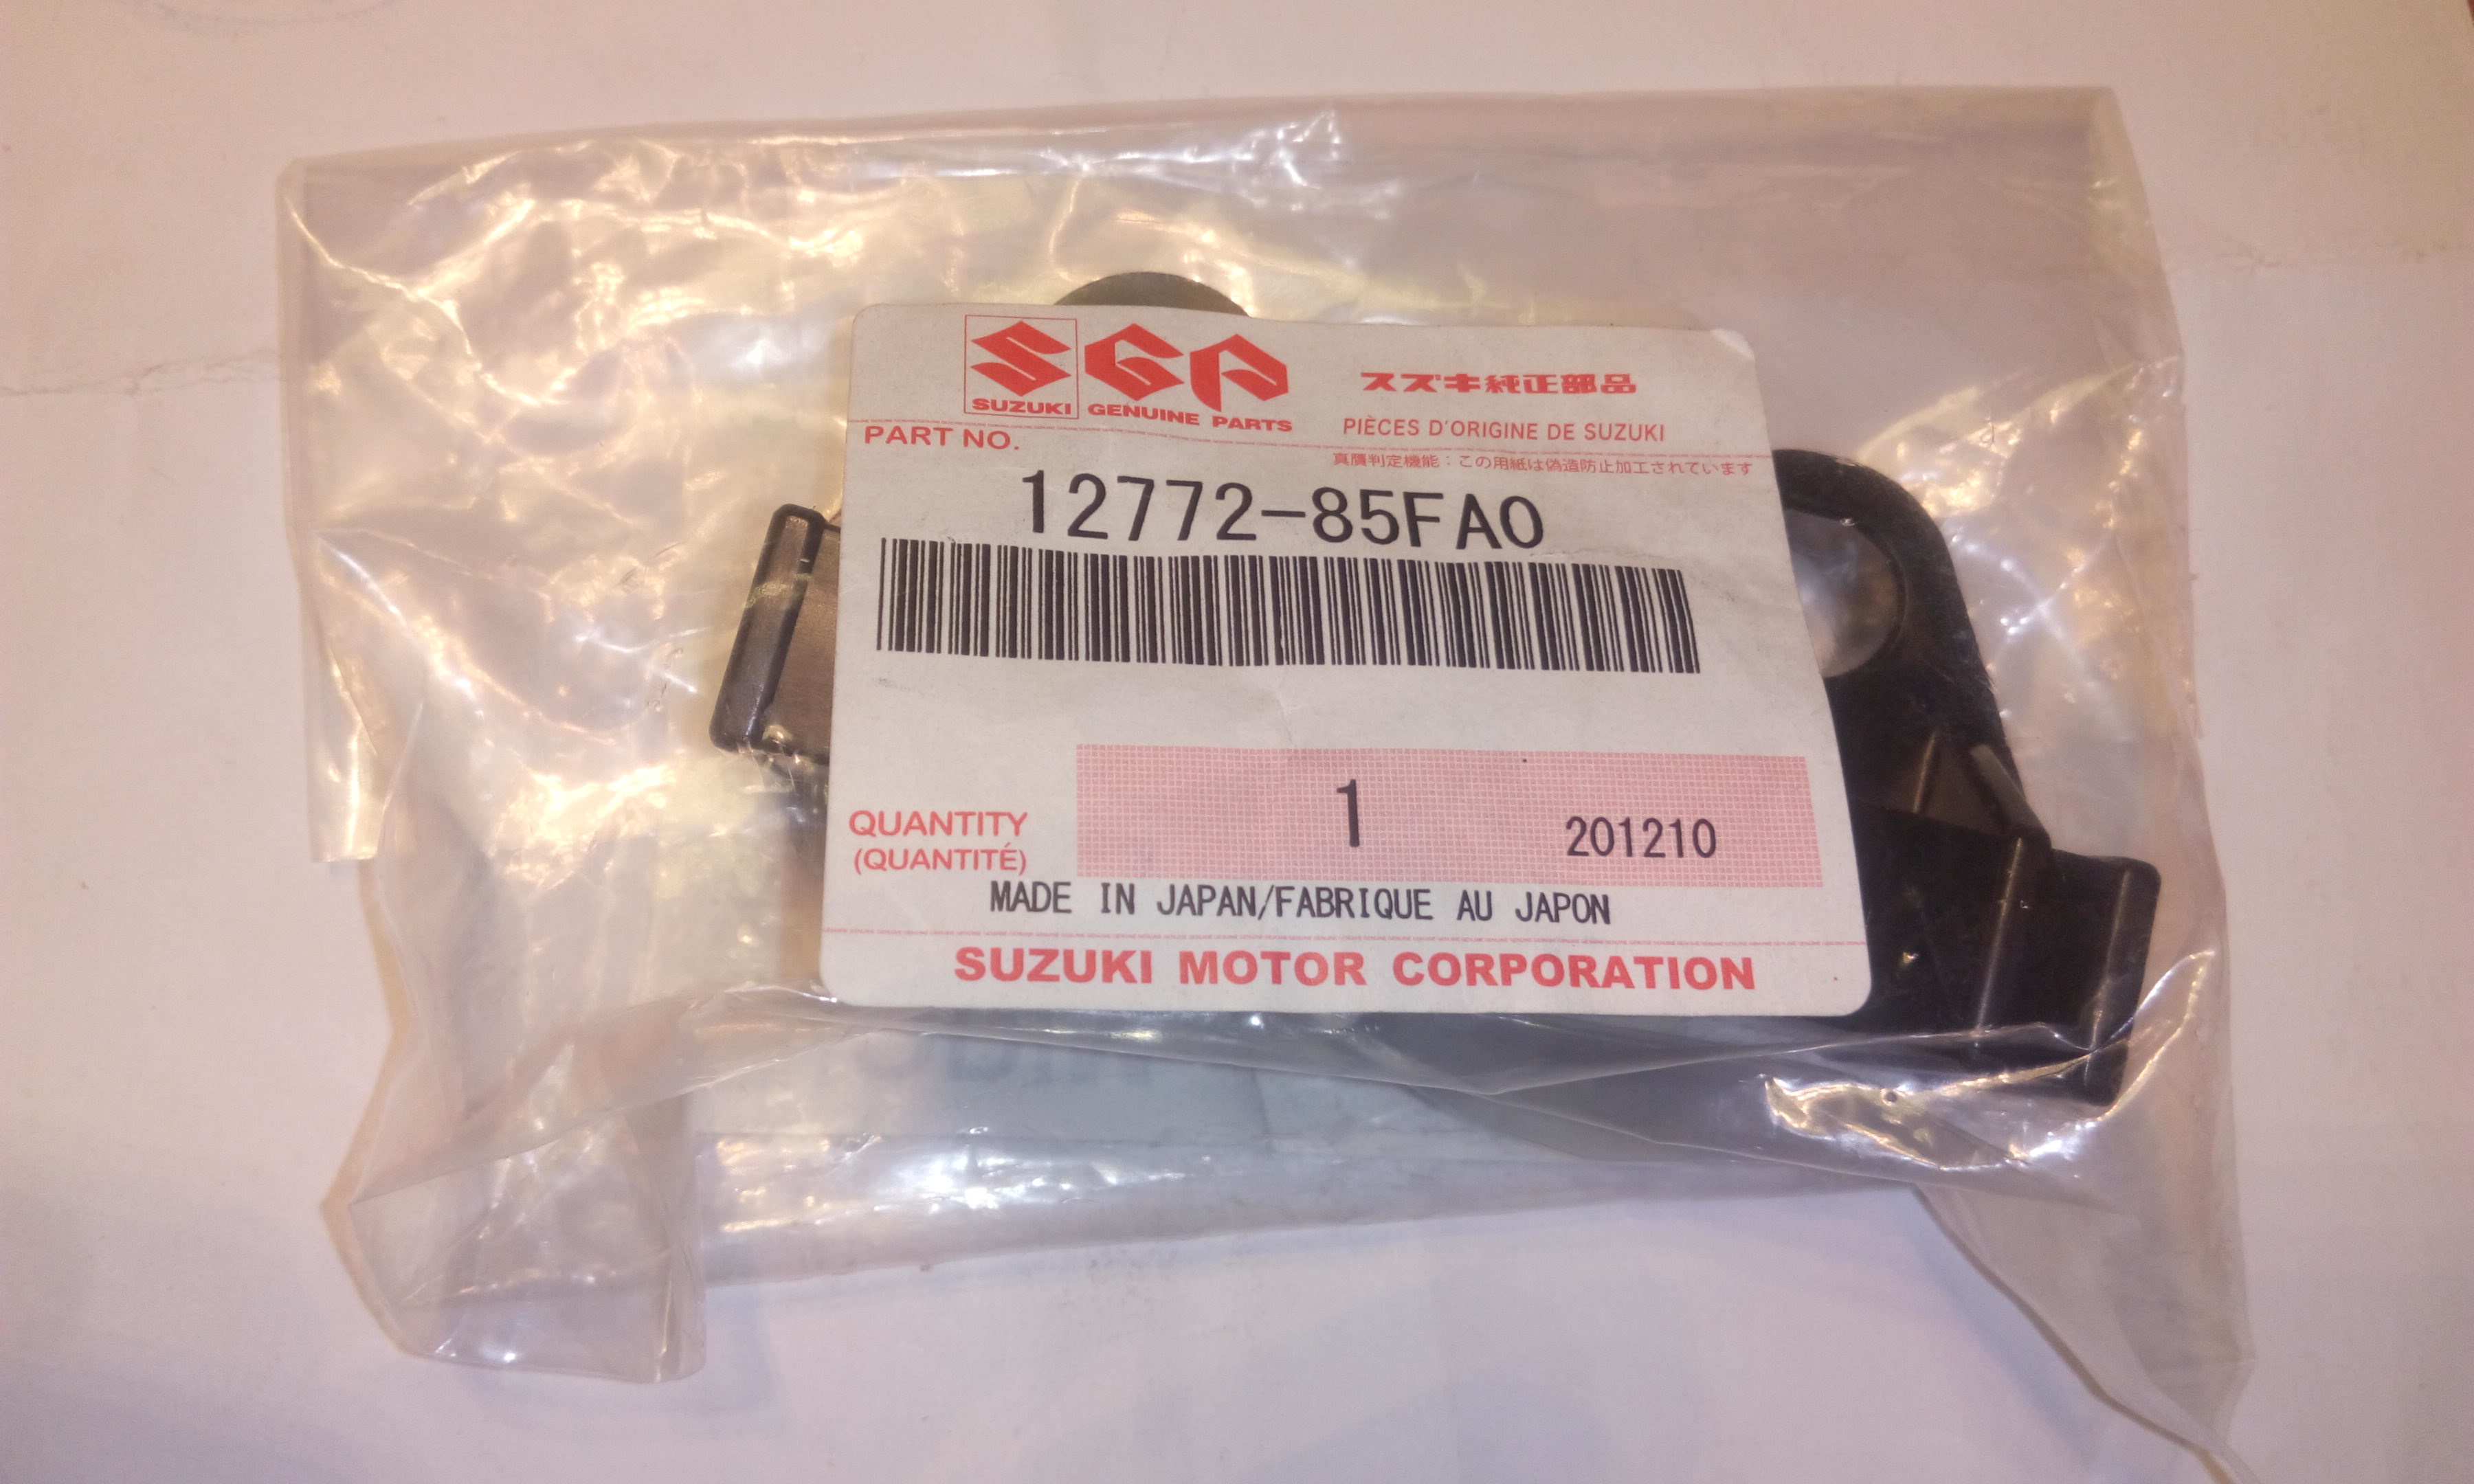 SGP
SUZUKI GENUINE PARTS
スズキ純正部品
PIÈCES D'ORIGINE DE SUZUKI
PART NO.
真贋判定機能:この用紙は偽造防止加工されています
12772-85FA0
1
201210
QUANTITY
(QUANTITÉ)
MADE IN JAPAN/FABRIQUE AU JAPON
SUZUKI MOTOR CORPORATION